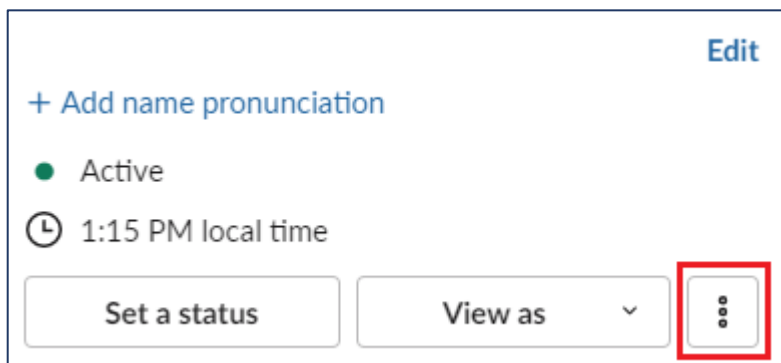 Edit
+ Add name pronunciation
Active
1:15 PM local time
Set a status View as